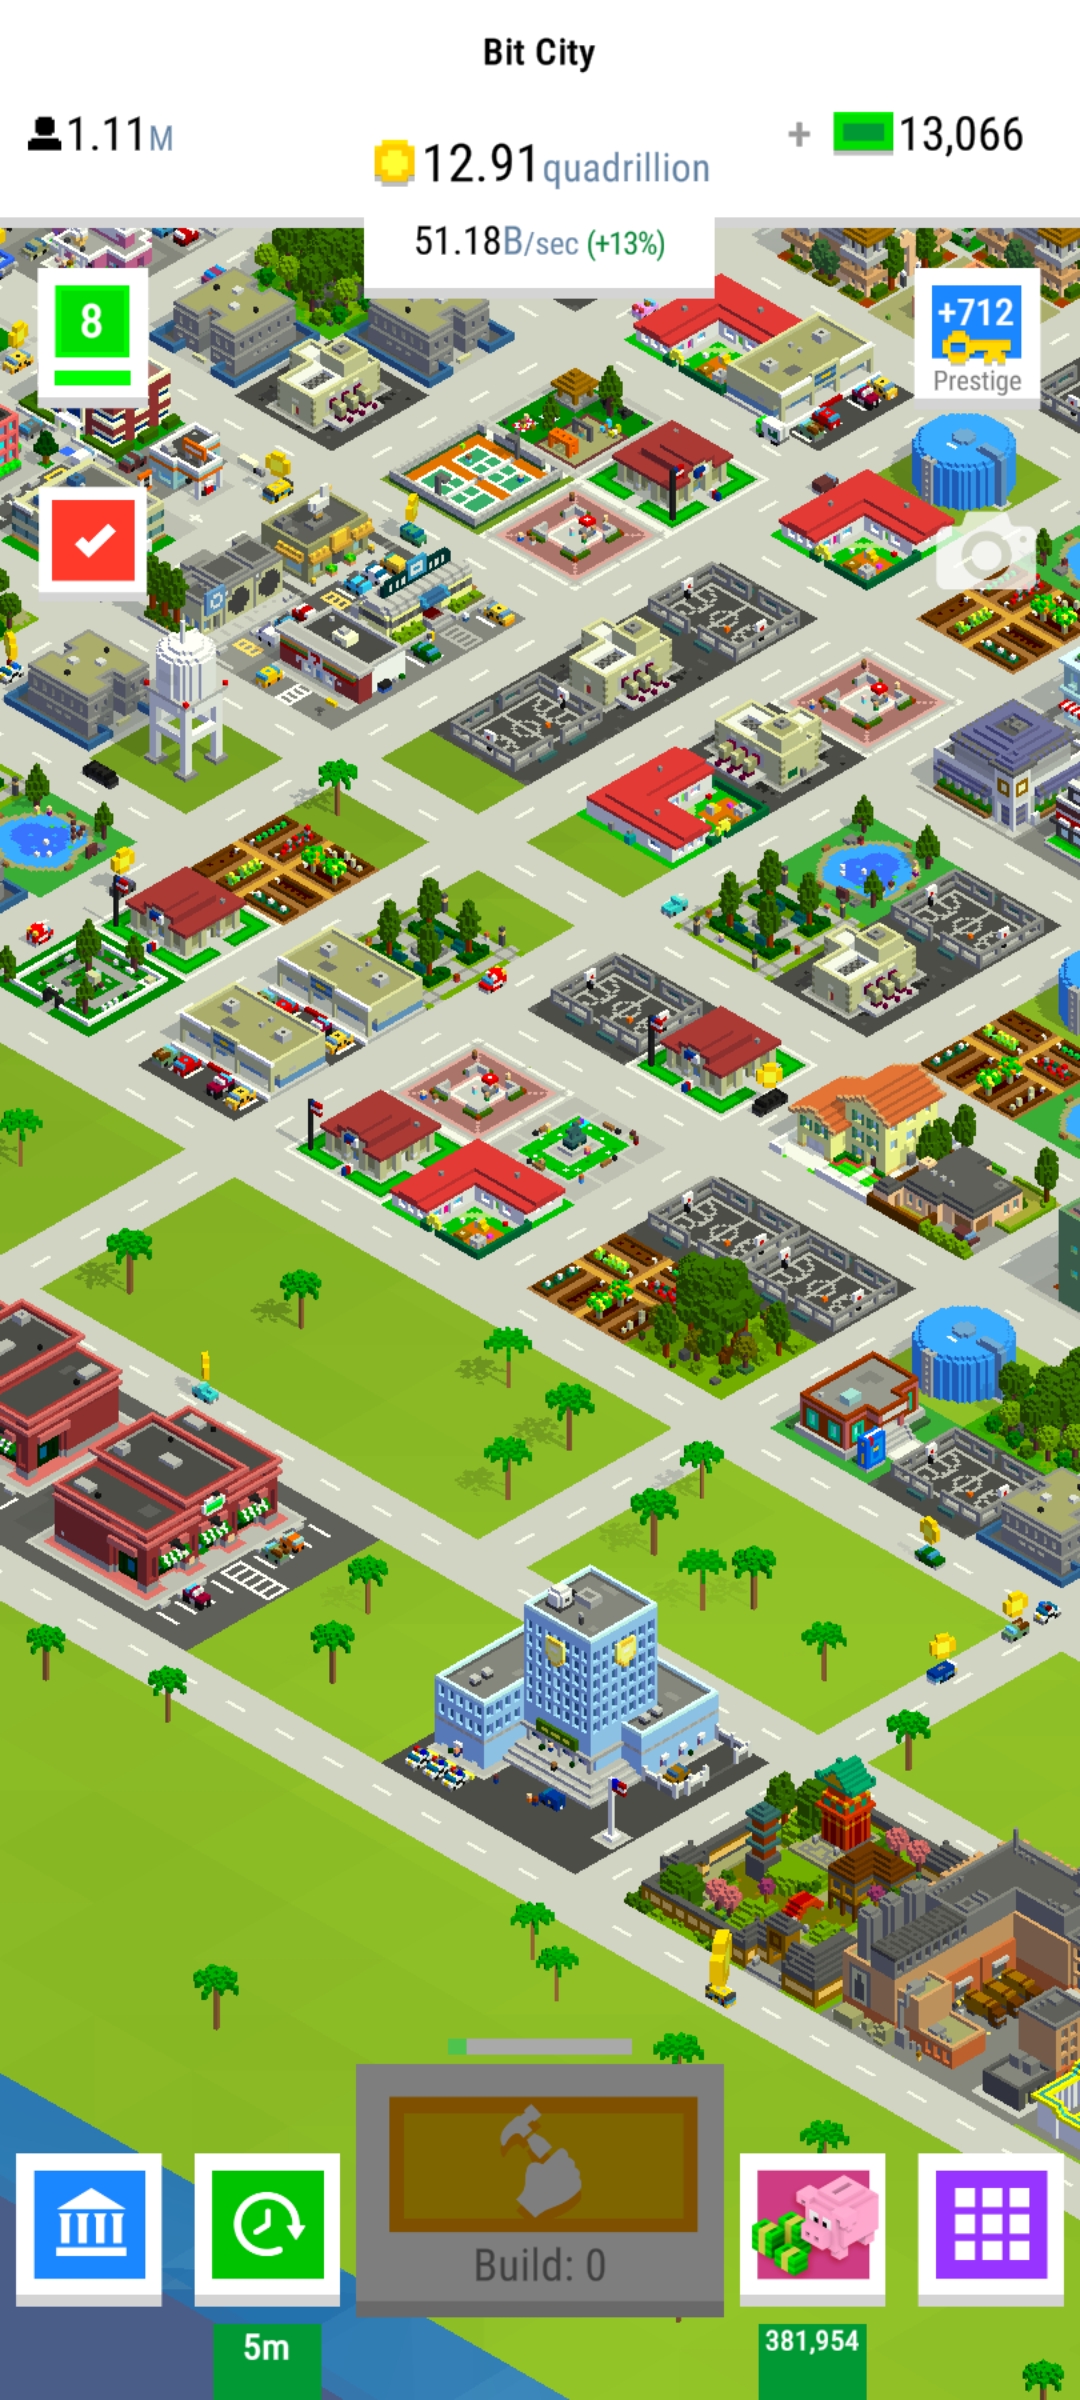 Bit City
1.11M
12.91quadrillion
+ 13,066
51.18B/sec (+13%)
8
+712
Prestige
Build: 0
5m
381,954